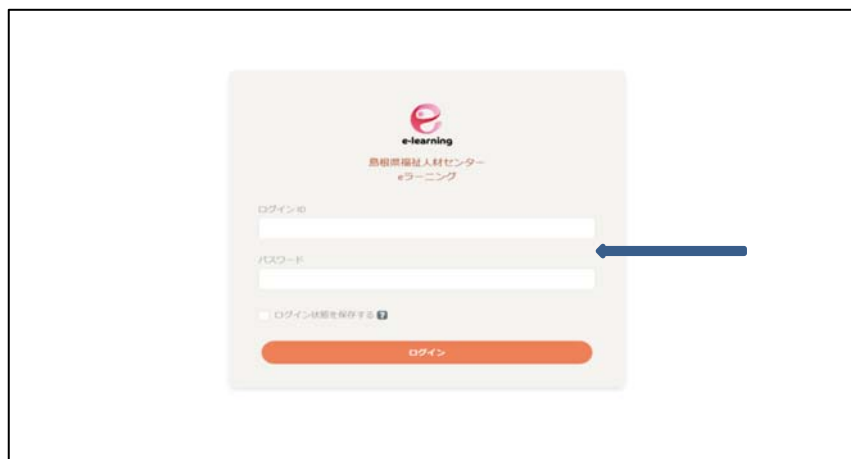 e-learning
島根県福祉人材センター
eラーニング
ログインID
パスワード
ログイン状態を保存する ?
ログイン